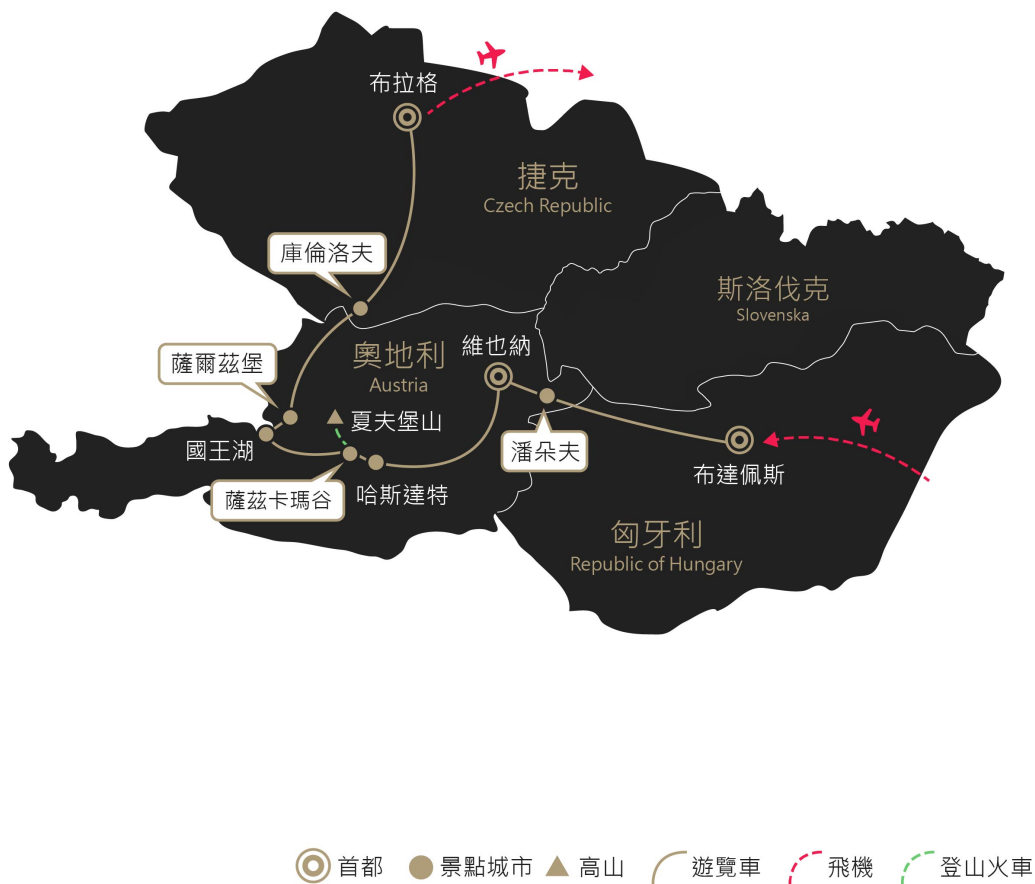 布拉格
捷克
Czech Republic
庫倫洛夫
斯洛伐克
Slovenska
奧地利
Austria
維也納
薩爾茲堡
夏夫堡山
國王湖
潘朵夫
布達佩斯
薩茲卡瑪谷
哈斯達特
匈牙利
Republic of Hungary
首都 景點城市 高山 遊覽車 飛機 登山火車